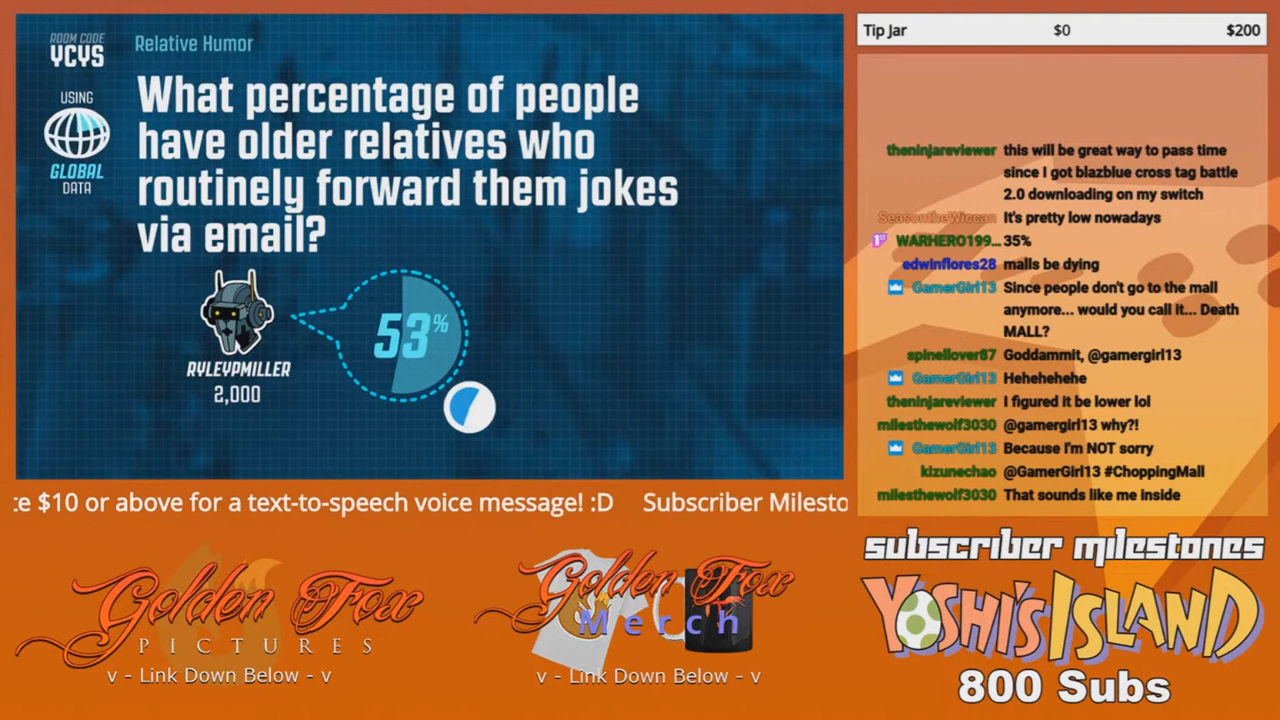 ROOM CODE
YCYS
USING
GLOBAL
DATA
Relative Humor
What percentage of people
have older relatives who
routinely forward them jokes
via email?
53%
RYLEYPMILLER
2,000
Tip Jar $0 $200
theninjareviewer this will be great way to pass time
since I got blazblue cross tag battle
2.0 downloading on my switch
SeasontheWiccan It's pretty low nowadays
WARHERO199... 35%
edwinflores28 malls be dying
GamerGirl13 Since people don't go to the mall
anymore... would you call it... Death
MALL?
spinellover87 Goddammit, @gamergirl13
GamerGirl13 Hehehehehe
theninjareviewer I figured it be lower lol
milesthewolf3030 @gamergirl13 why?!
GamerGirl13 Because I'm NOT sorry
kizunechao @GamerGirl13 #ChoppingMall
milesthewolf3030 That sounds like me inside
:e $10 or above for a text-to-speech voice message! :D Subscriber Milesto
Golden Fox
PICTURES
v - Link Down Below - v
Golden Fox
Merch
v - Link Down Below - v
subscriber milestones
YOSHI'S ISLAND
800 Subs